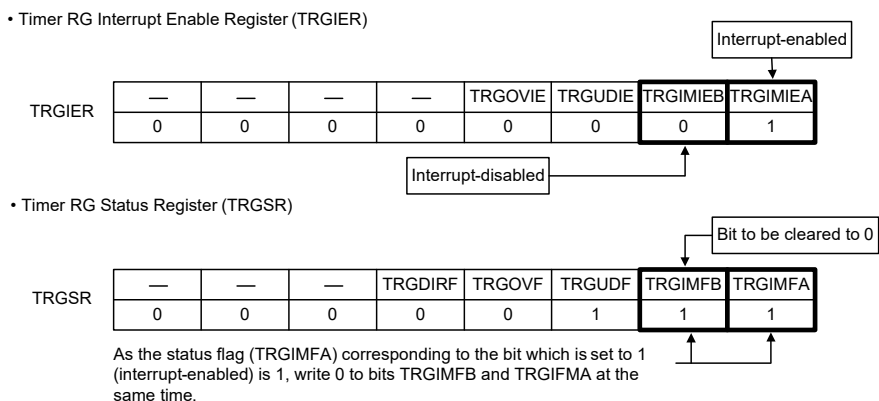 • Timer RG Interrupt Enable Register (TRGIER)
Interrupt-enabled
TRGIER
— — — — TRGOVIE TRGUDIE TRGIMIEB TRGIMIEA
0 0 0 0 0 0 0 1
Interrupt-disabled
• Timer RG Status Register (TRGSR)
Bit to be cleared to 0
TRGSR
— — — TRGDIRF TRGOVF TRGUDF TRGIMFB TRGIMFA
0 0 0 0 0 1 1 1
As the status flag (TRGIMFA) corresponding to the bit which is set to 1
(interrupt-enabled) is 1, write 0 to bits TRGIMFB and TRGIFMA at the
same time.